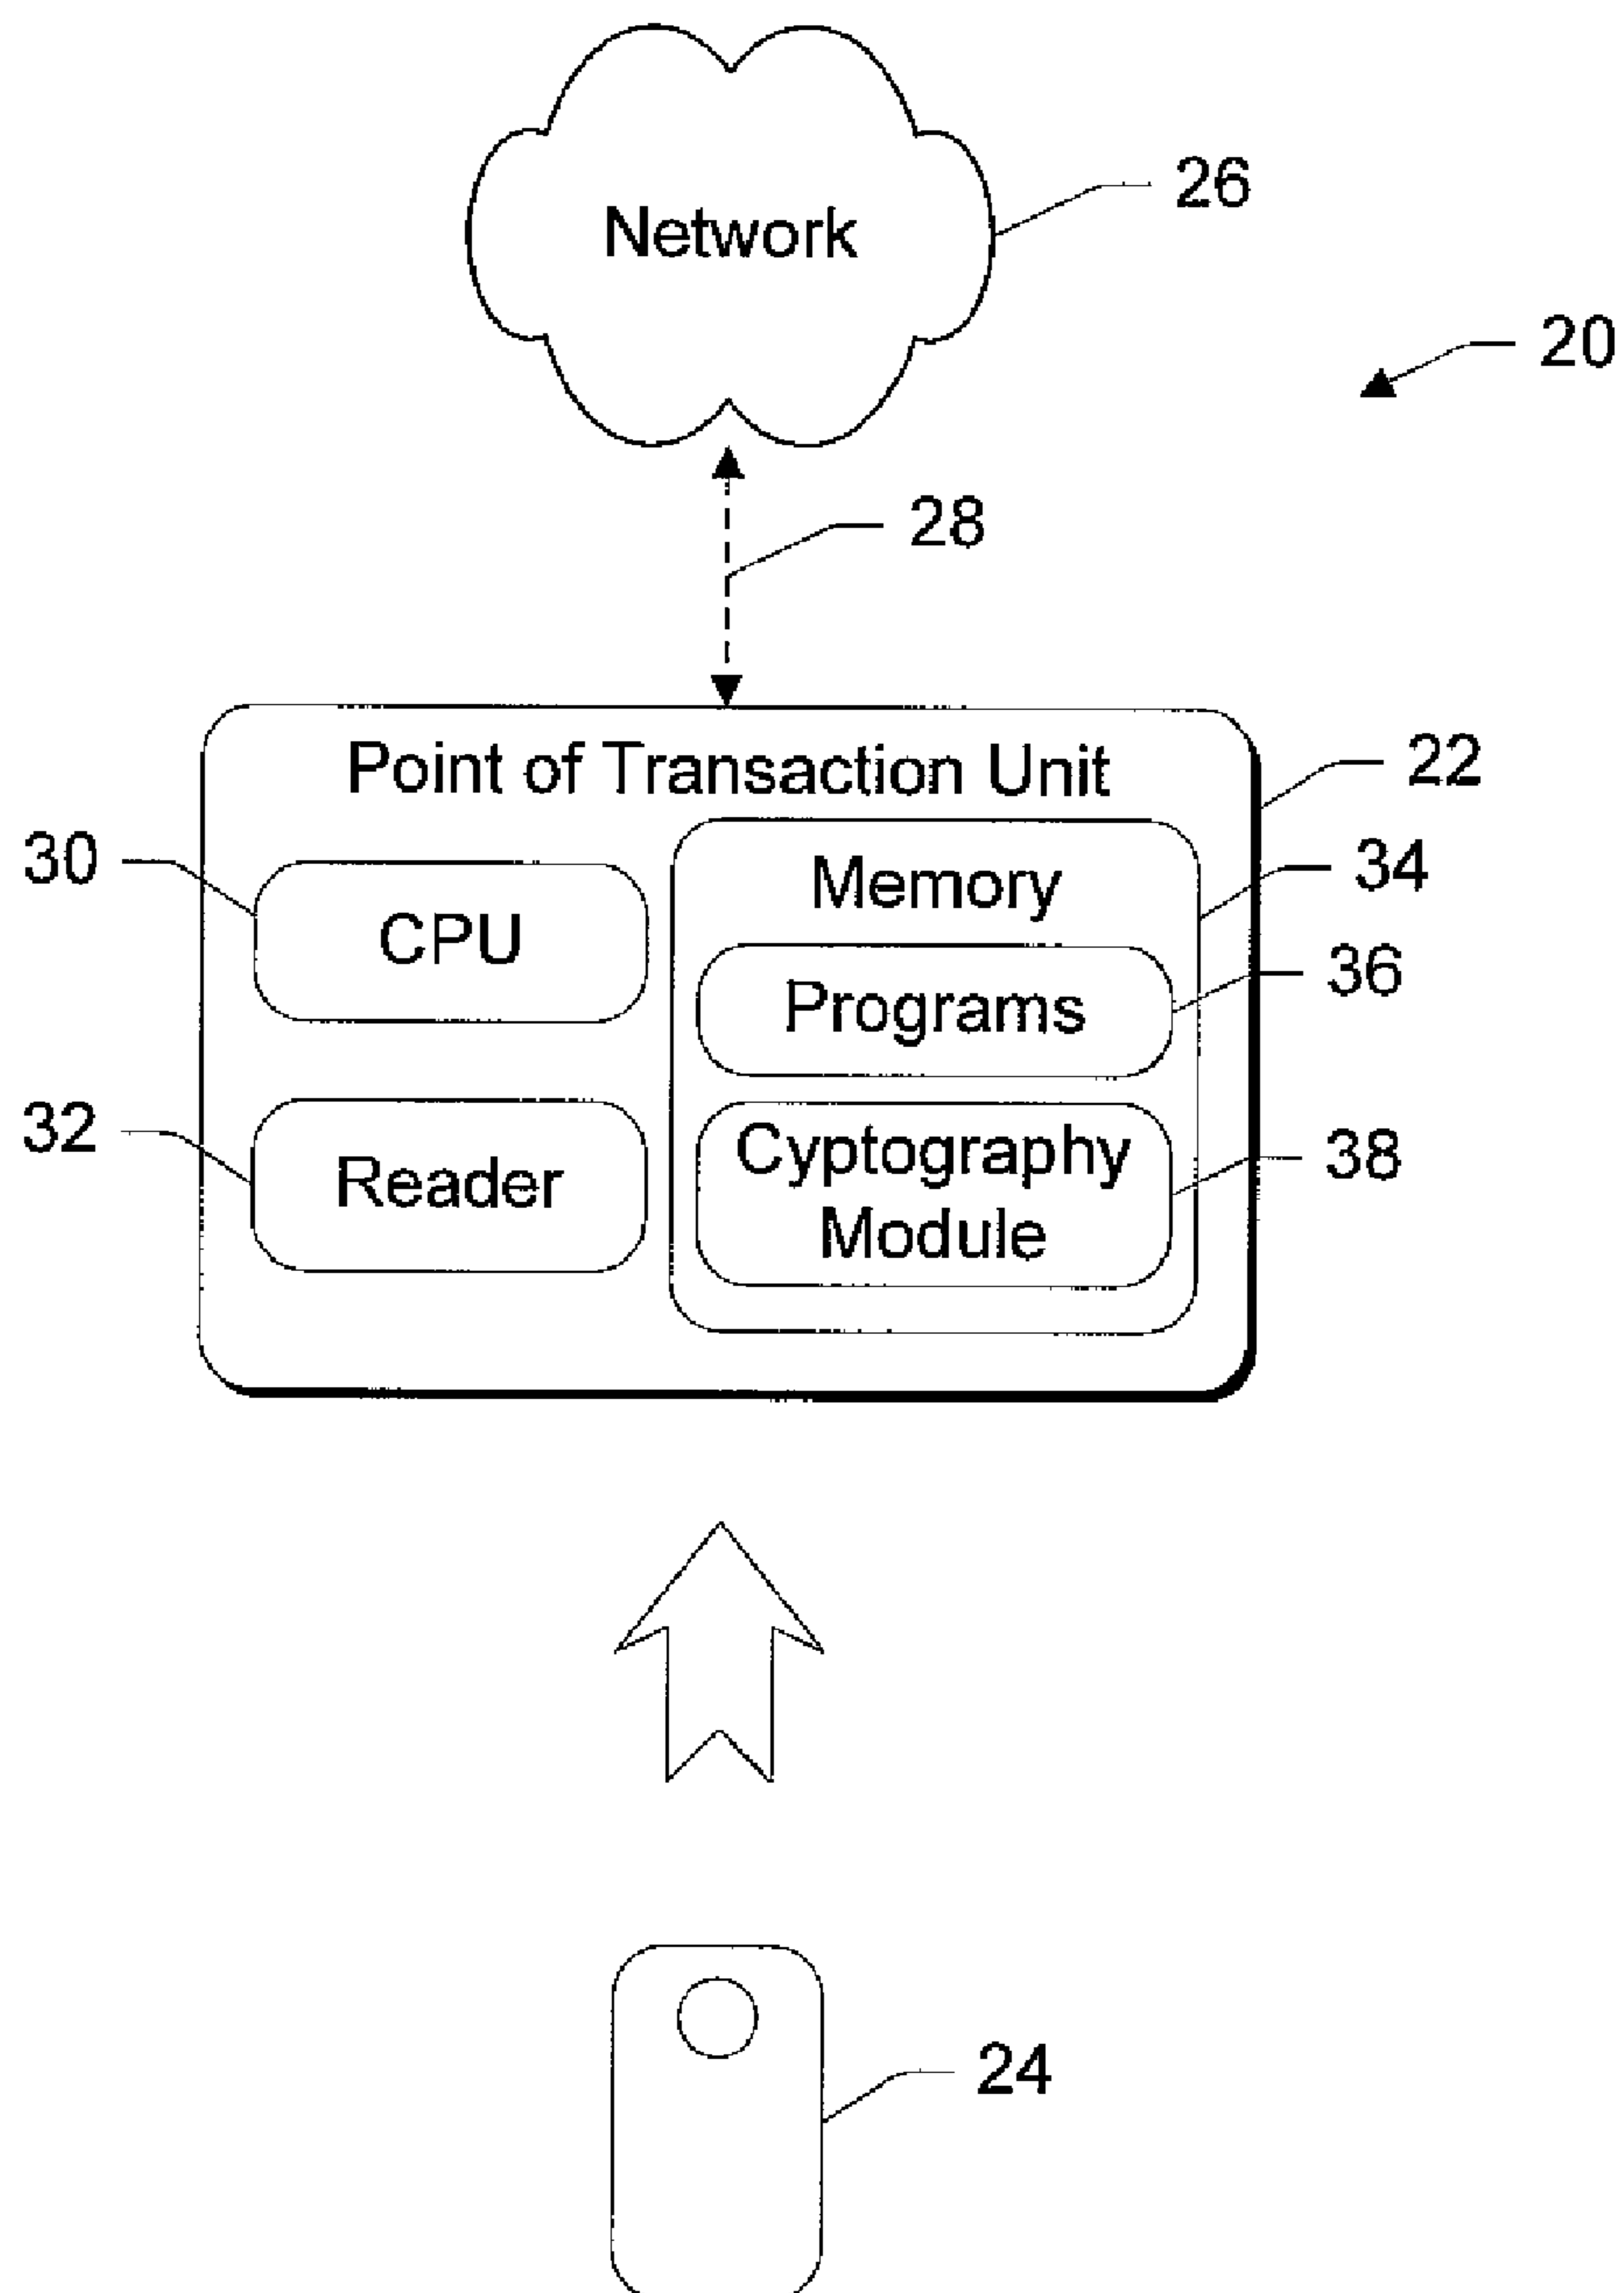 Network
26
20
28
Point of Transaction Unit
22
30
CPU
Memory
34
Programs
36
32
Reader
Cyptography
Module
38
24